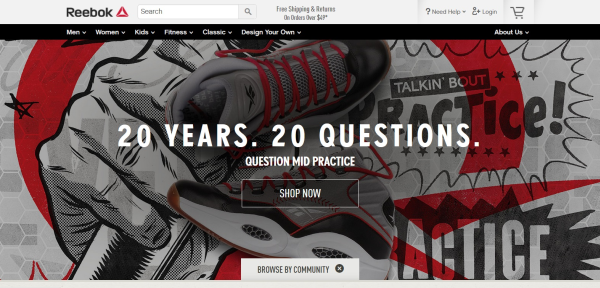 Reebok
Search
Free Shipping & Returns
On Orders Over $49*
? Need Help
Login
Men
Women
Kids
Fitness
Classic
Design Your Own
About Us
TALKIN' BOUT
PRACTICE!
20 YEARS. 20 QUESTIONS.
QUESTION MID PRACTICE
SHOP NOW
ACTICE
BROWSE BY COMMUNITY